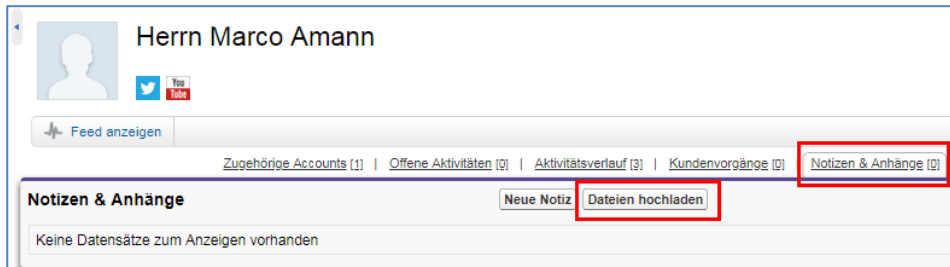 Herrn Marco Amann
You
Tube
Feed anzeigen
Zugehörige Accounts [1] | Offene Aktivitäten [0] | Aktivitätsverlauf [3] | Kundenvorgänge [0] | Notizen & Anhänge [0]
Notizen & Anhänge Neue Notiz Dateien hochladen
Keine Datensätze zum Anzeigen vorhanden